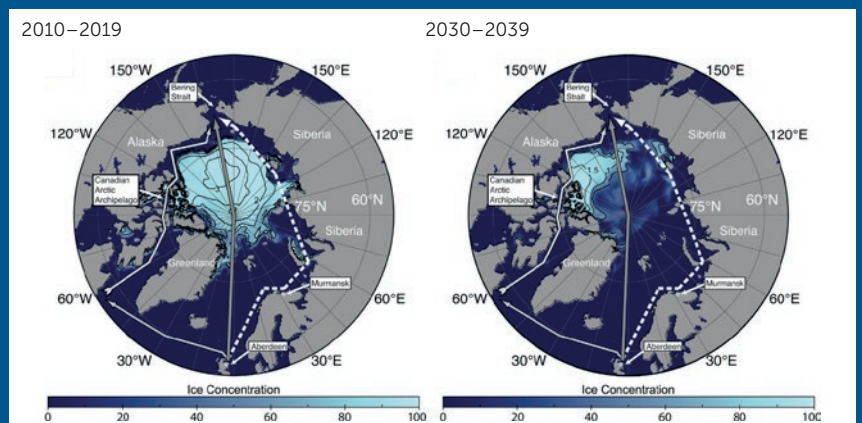 2010–2019
150°W
150°E
Bering
Strait
120°W
Alaska
Siberia
120°E
Canadian
Arctic
Archipelago
75°N
60°N
2
Siberia
Greenland
Murmansk
60°W
60°E
Aberdeen
30°W
30°E
Ice Concentration
0 20 40 60 80 100
2030–2039
150°W
150°E
Bering
Strait
120°W
Alaska
Siberia
120°E
1.5
Canadian
Arctic
Archipelago
75°N
60°N
Siberia
Greenland
Murmansk
60°W
60°E
Aberdeen
30°W
30°E
Ice Concentration
0 20 40 60 80 100